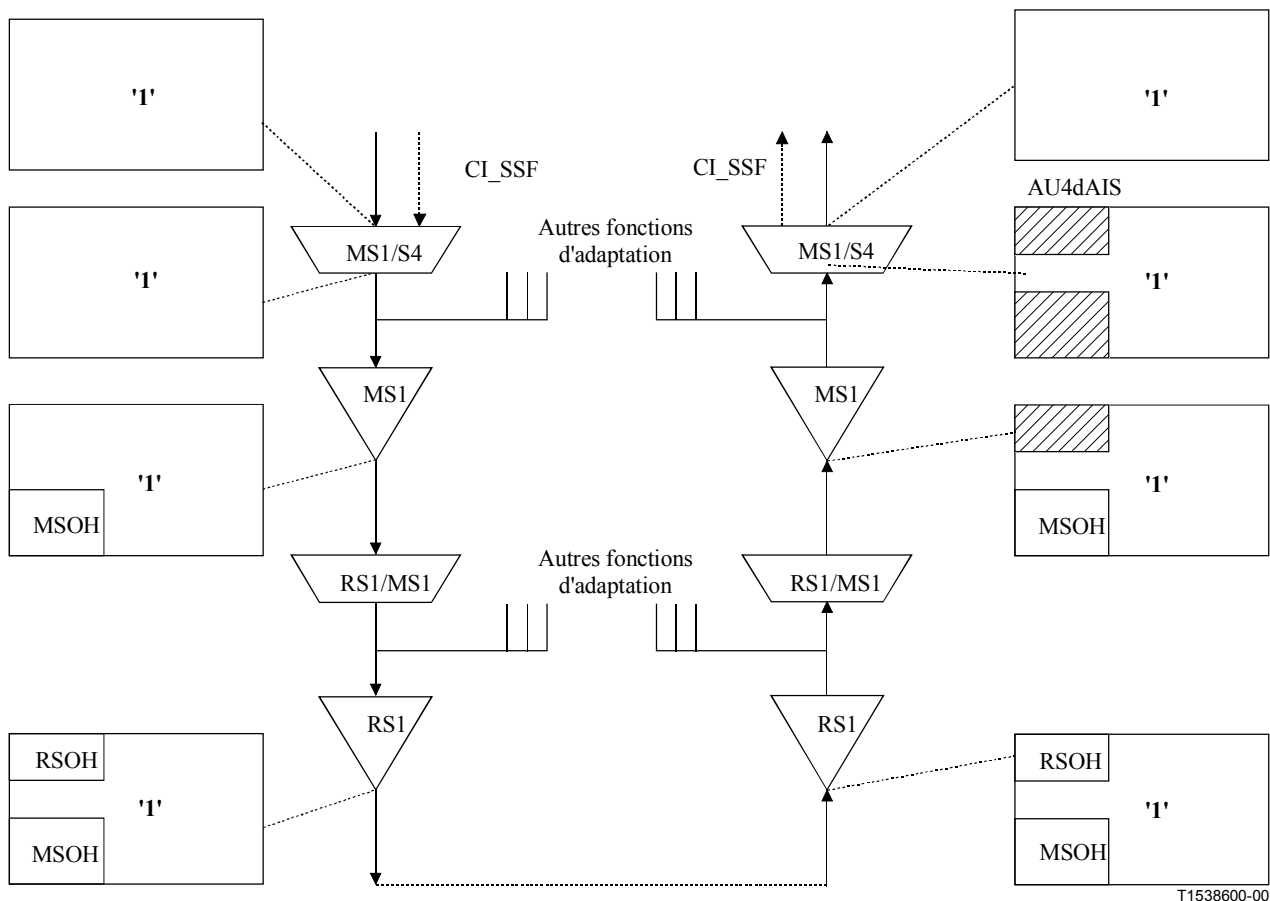 '1'
'1'
CI_SSF
CI_SSF
AU4dAIS
MS1/S4
Autres fonctions
d'adaptation
MS1/S4
'1'
'1'
MS1
MS1
'1'
MSOH
'1'
MSOH
RS1/MS1
Autres fonctions
d'adaptation
RS1/MS1
RS1
RS1
RSOH
'1'
MSOH
RSOH
'1'
MSOH
T1538600-00